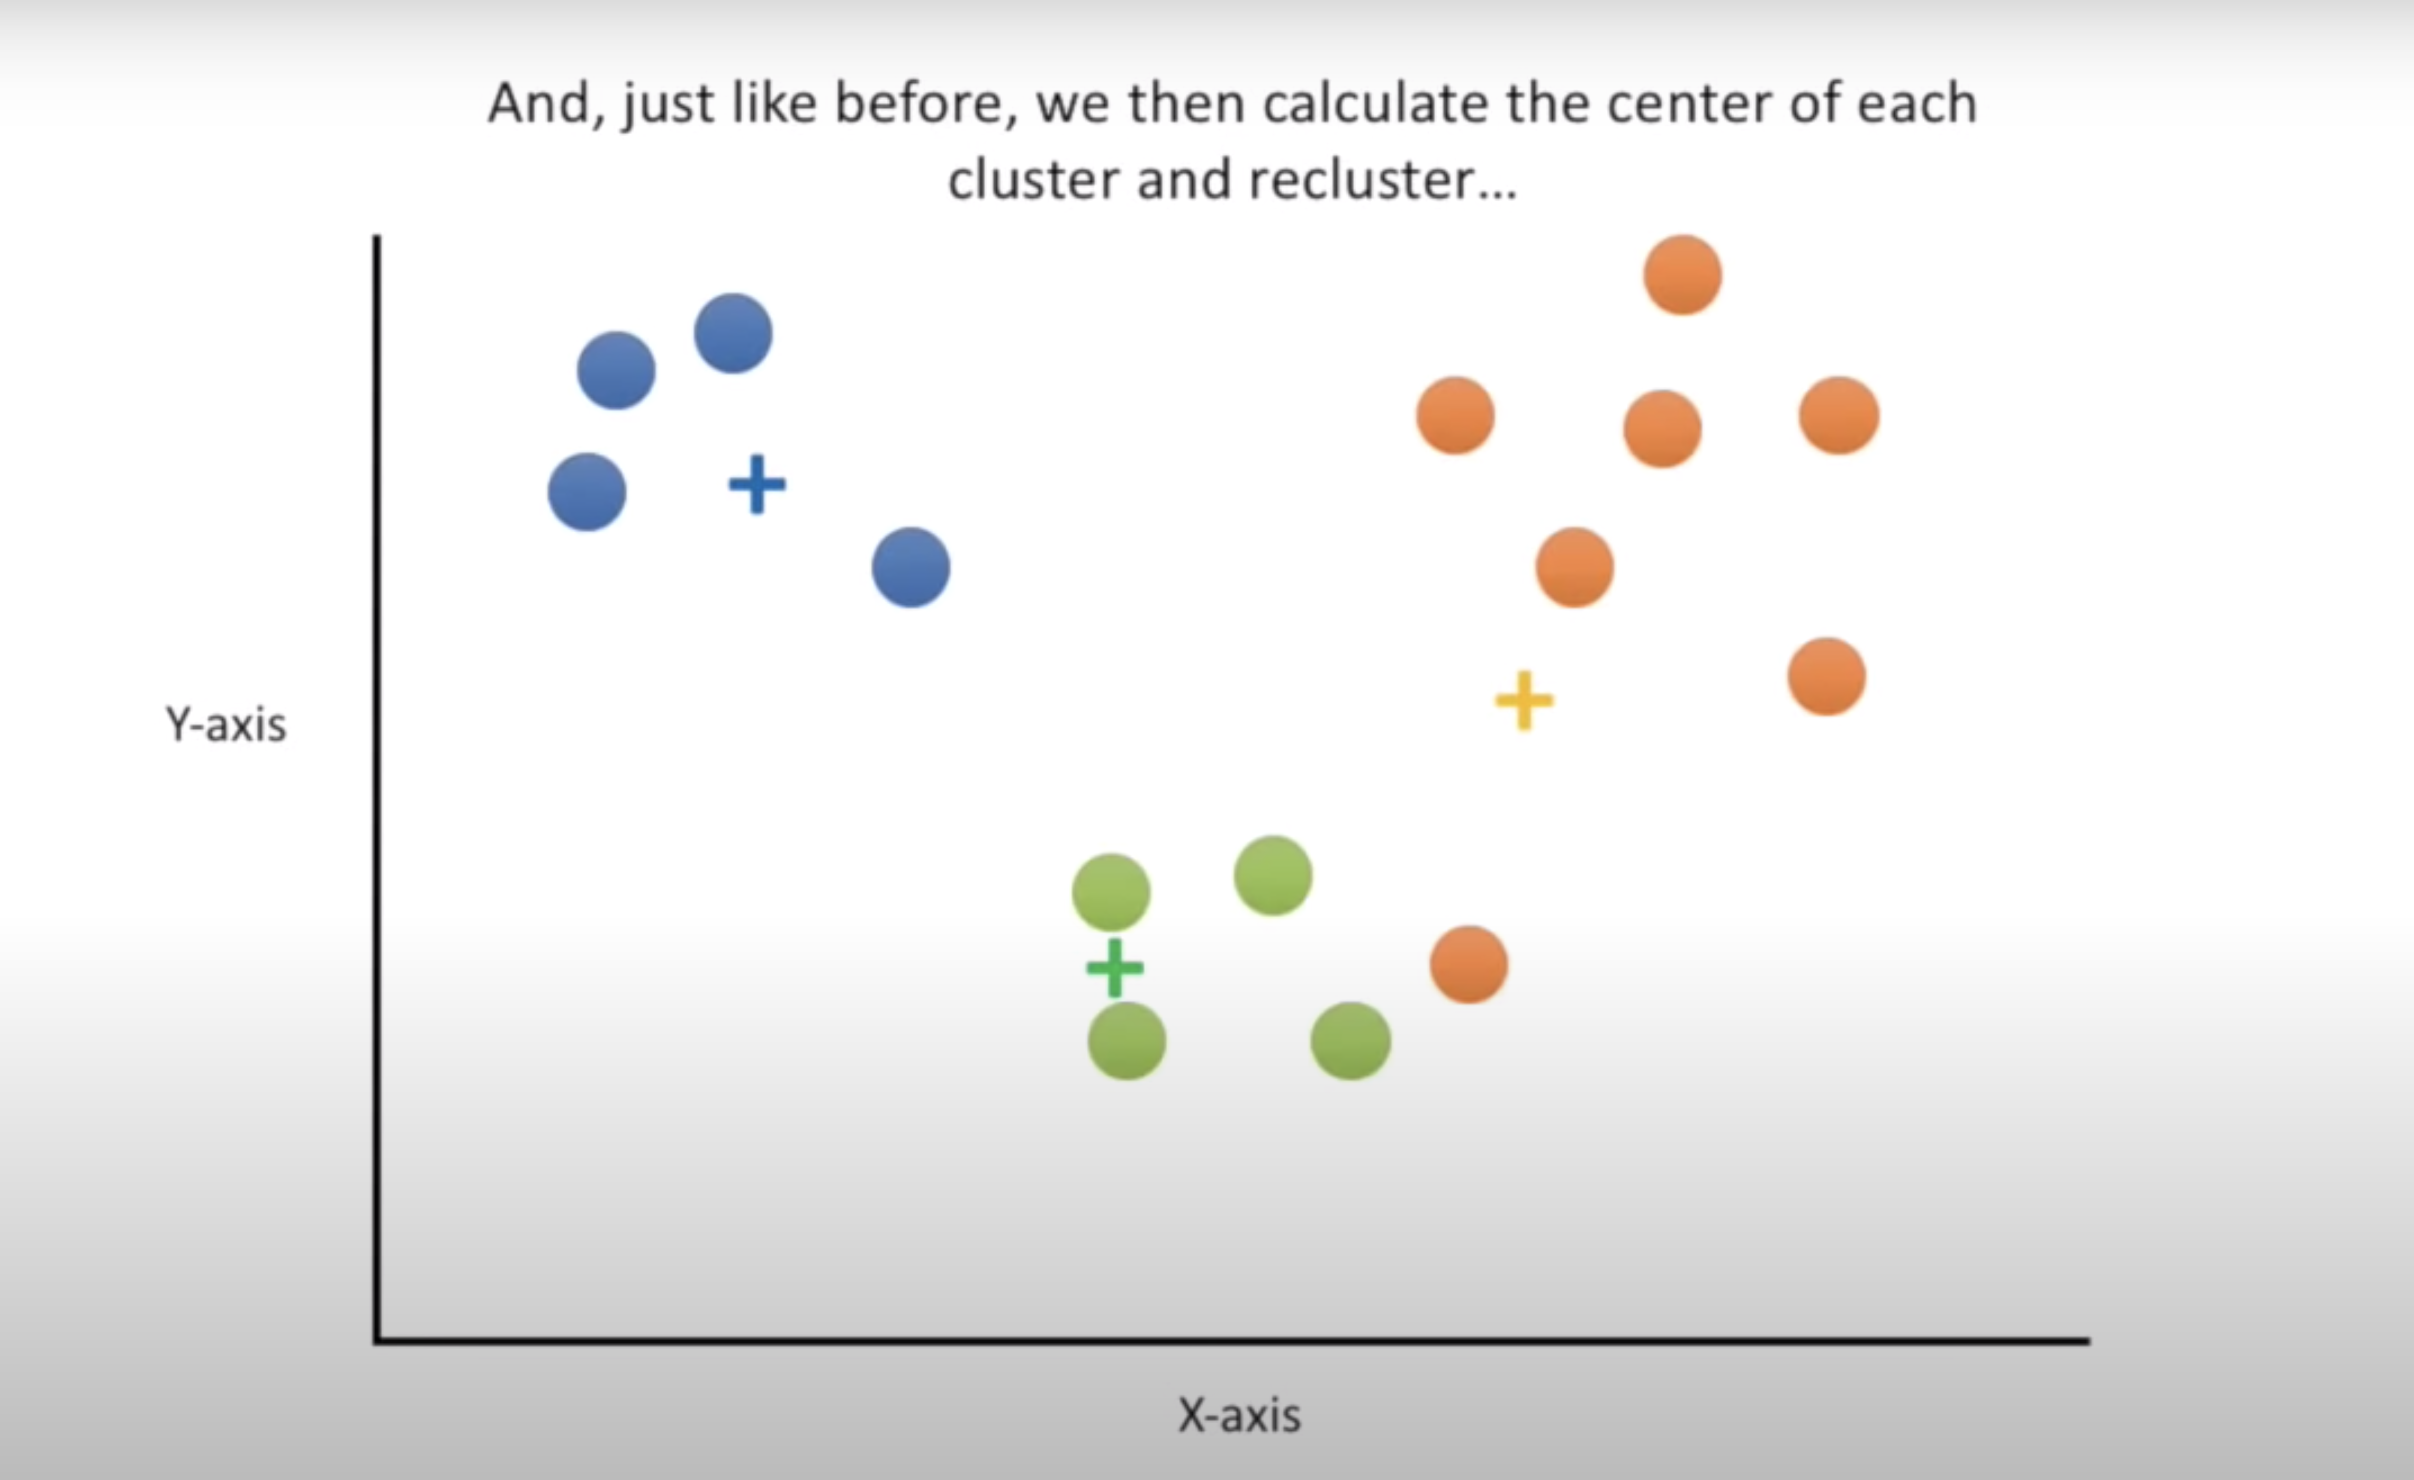 And, just like before, we then calculate the center of each
cluster and recluster...
Y-axis
X-axis